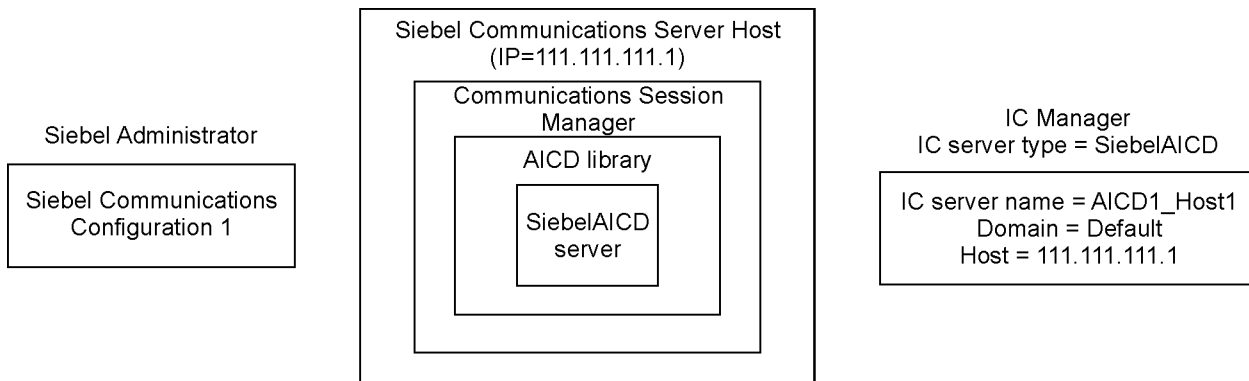 Siebel Administrator
Siebel Communications
Configuration 1
Siebel Communications Server Host
(IP=111.111.111.1)
Communications Session
Manager
AICD library
SiebelAICD
server
IC Manager
IC server type = SiebelAICD
IC server name = AICD1_Host1
Domain = Default
Host = 111.111.111.1